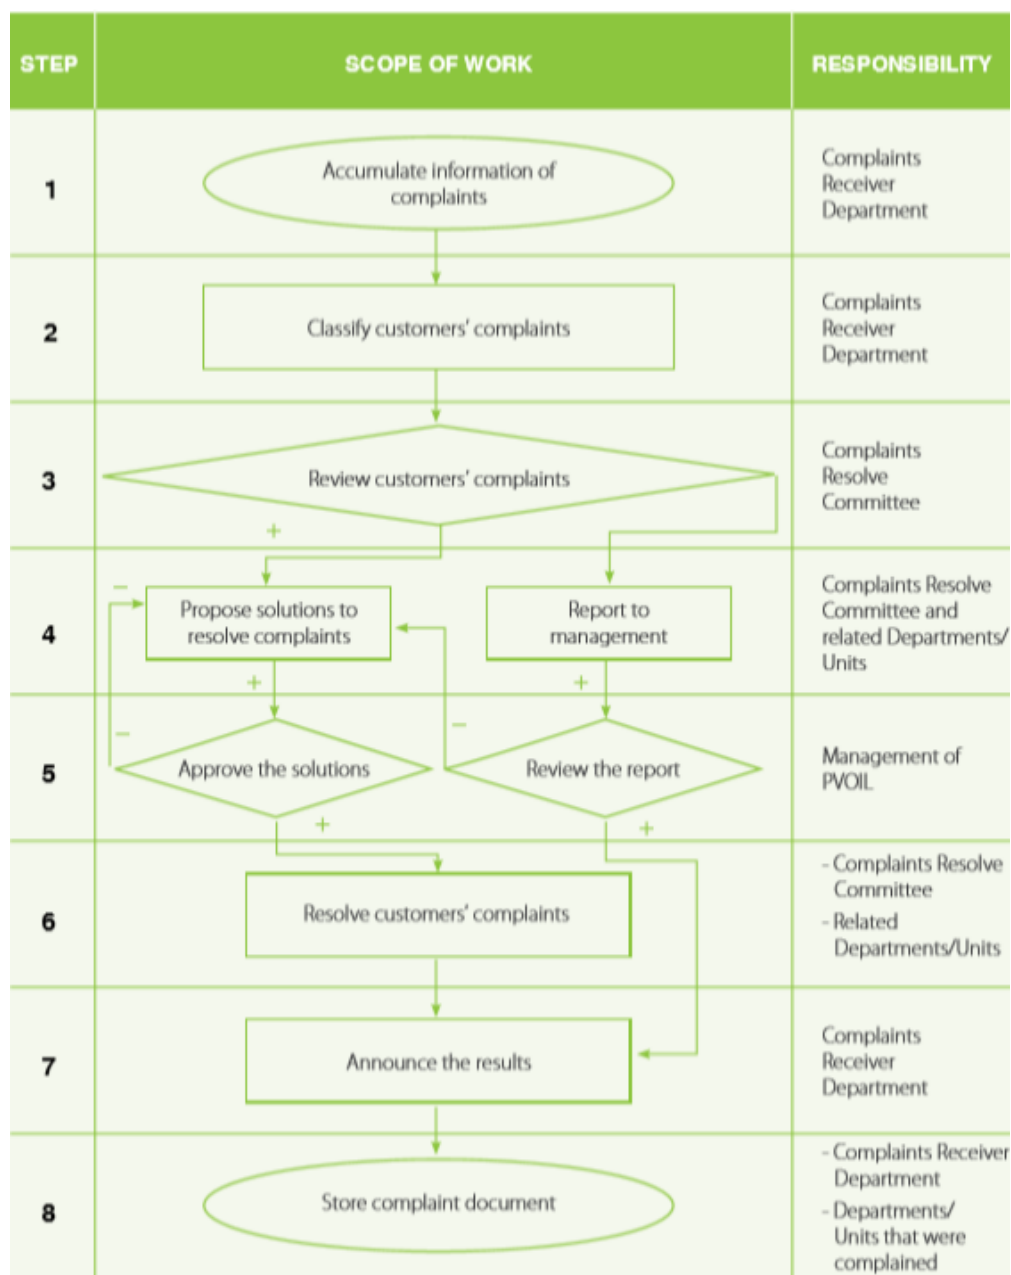 STEP
SCOPE OF WORK
RESPONSIBILITY
1
Accumulate information of
complaints
Complaints
Receiver
Department
2
Classify customers' complaints
Complaints
Receiver
Department
3
Review customers' complaints
Complaints
Resolve
Committee
+
4
–
Propose solutions to
resolve complaints
Report to
management
Complaints Resolve
Committee and
related Departments/
Units
+
+
5
–
–
Approve the solutions
Review the report
Management of
PVOIL
+
+
6
Resolve customers' complaints
- Complaints Resolve
Committee
- Related
Departments/Units
7
Announce the results
Complaints
Receiver
Department
8
Store complaint document
- Complaints Receiver
Department
- Departments/
Units that were
complained